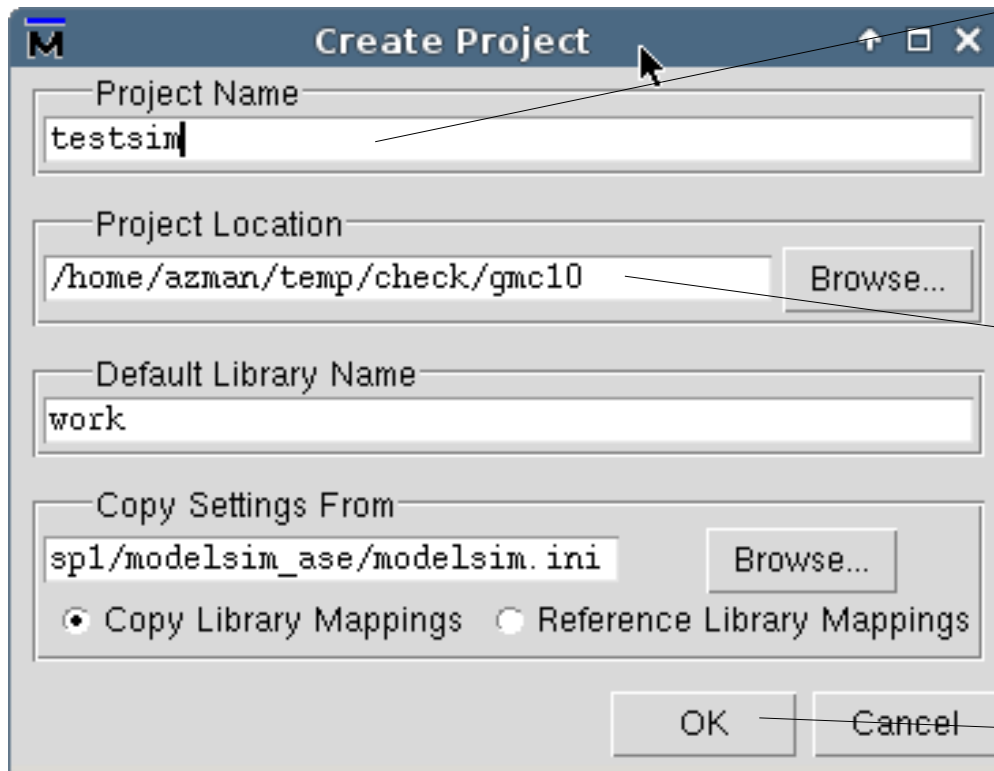 M Create Project
Project Name
testsim
Project Location
/home/azman/temp/check/gmc10
Browse...
Default Library Name
work
Copy Settings From
sp1/modelsim_ase/modelsim.ini
Browse...
Copy Library Mappings Reference Library Mappings
OK Cancel